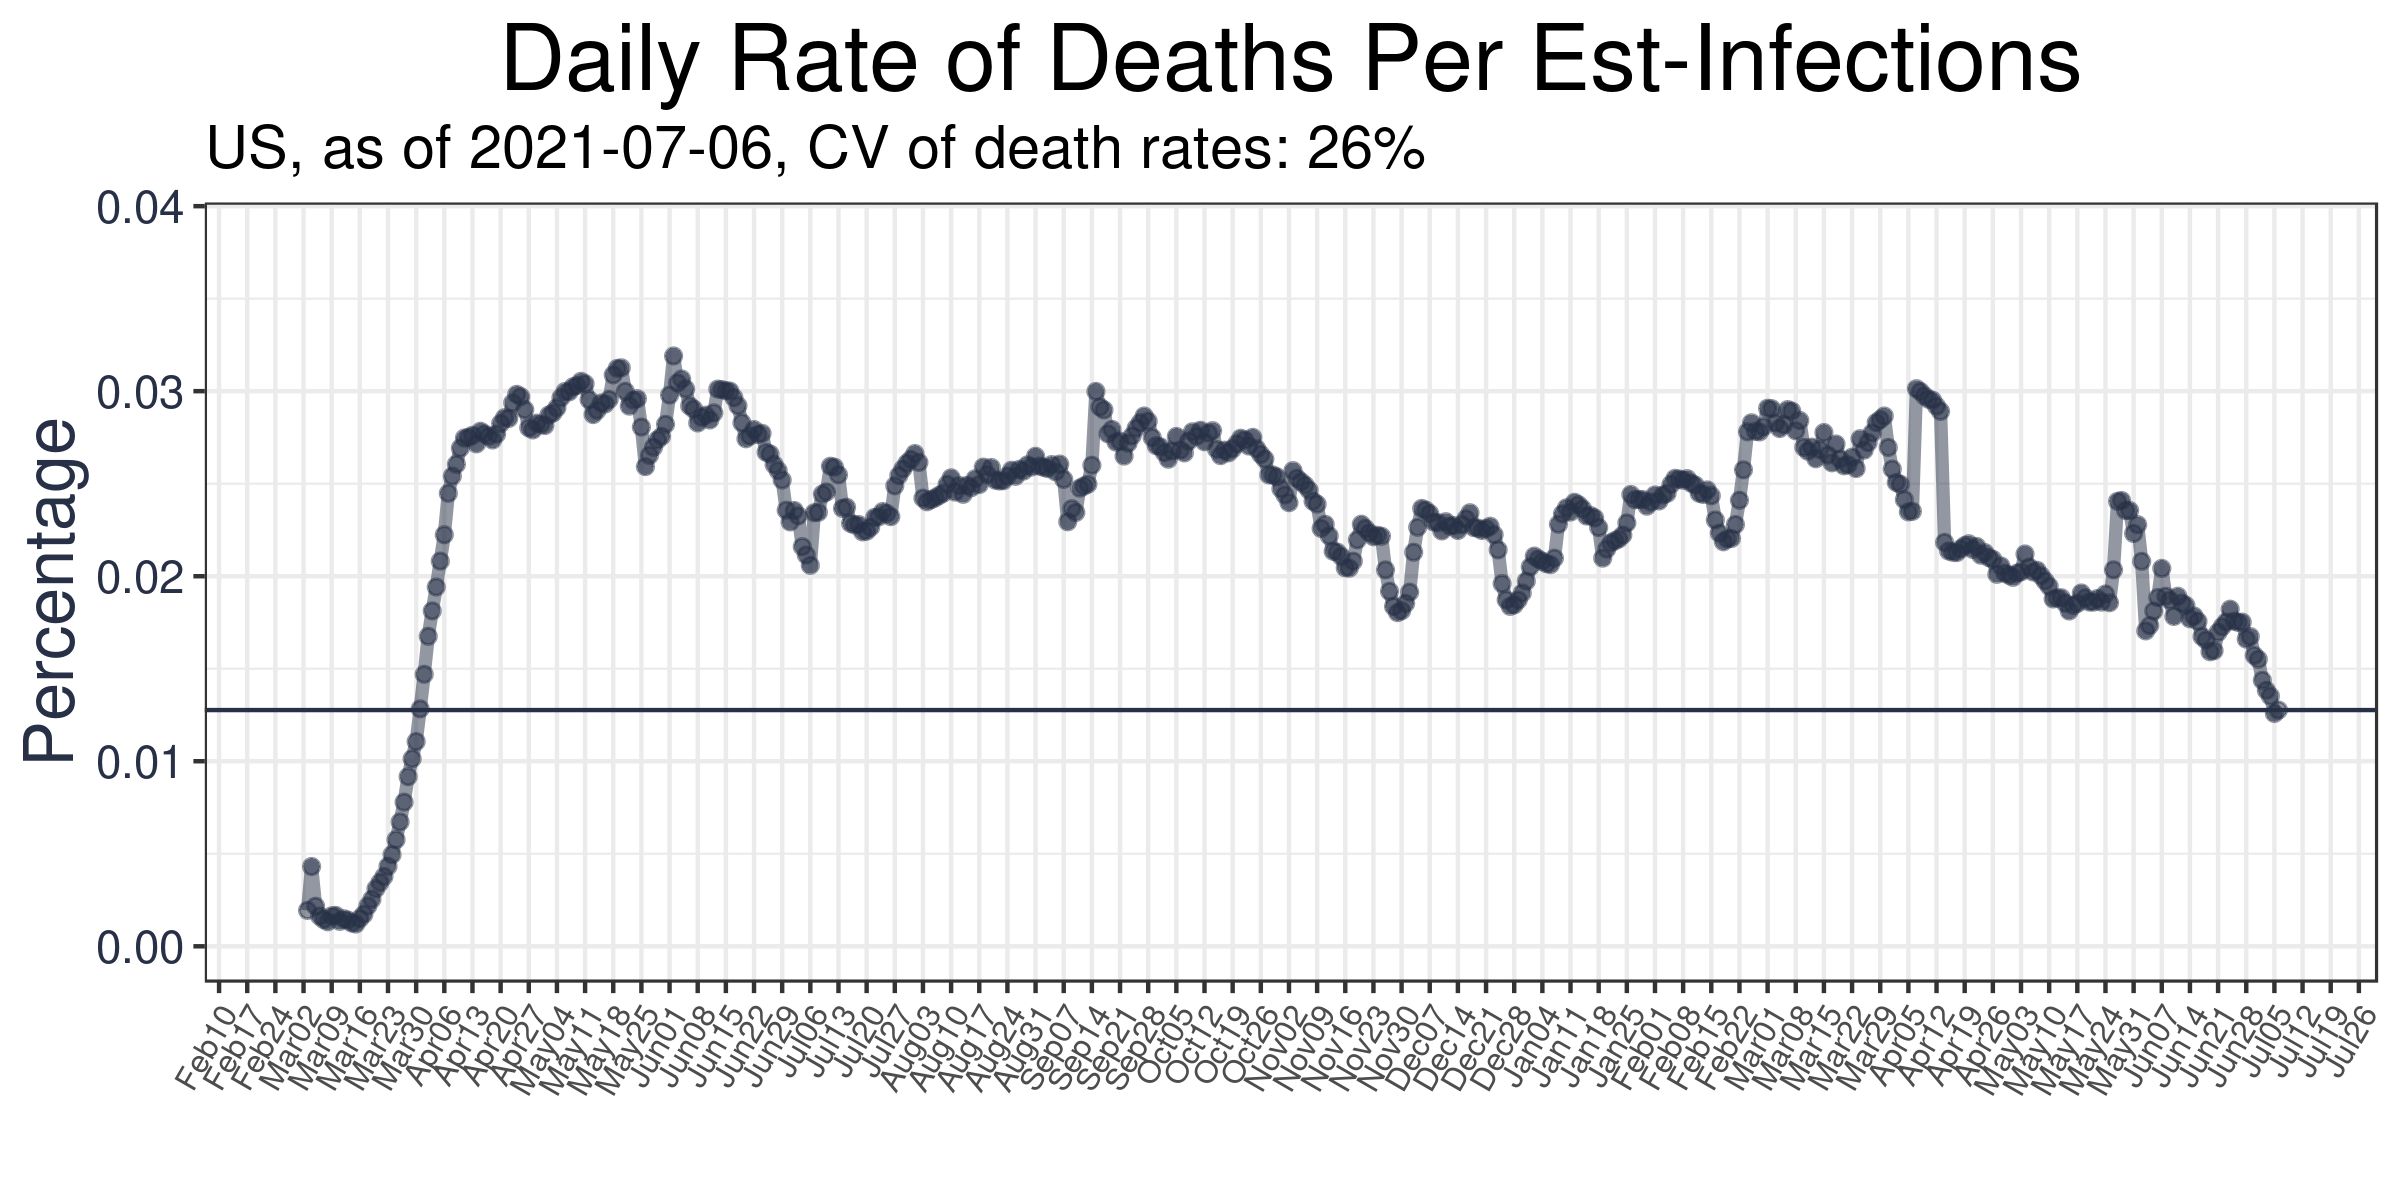 Daily Rate of Deaths Per Est-Infections
US, as of 2021-07-06, CV of death rates: 26%
Percentage
0.04
0.03
0.02
0.01
0.00
Feb10
Feb17
Feb24
Mar02
Mar09
Mar16
Mar23
Mar30
Apr06
Apr13
Apr20
Apr27
May04
May11
May18
May25
Jun01
Jun08
Jun15
Jun22
Jun29
Jul06
Jul13
Jul20
Jul27
Aug03
Aug10
Aug17
Aug24
Aug31
Sep07
Sep14
Sep21
Sep28
Oct05
Oct12
Oct19
Oct26
Nov02
Nov09
Nov16
Nov23
Nov30
Dec07
Dec14
Dec21
Dec28
Jan04
Jan11
Jan18
Jan25
Feb01
Feb08
Feb15
Feb22
Mar01
Mar08
Mar15
Mar22
Mar29
Apr05
Apr12
Apr19
Apr26
May03
May10
May17
May24
May31
Jun07
Jun14
Jun21
Jun28
Jul05
Jul12
Jul19
Jul26